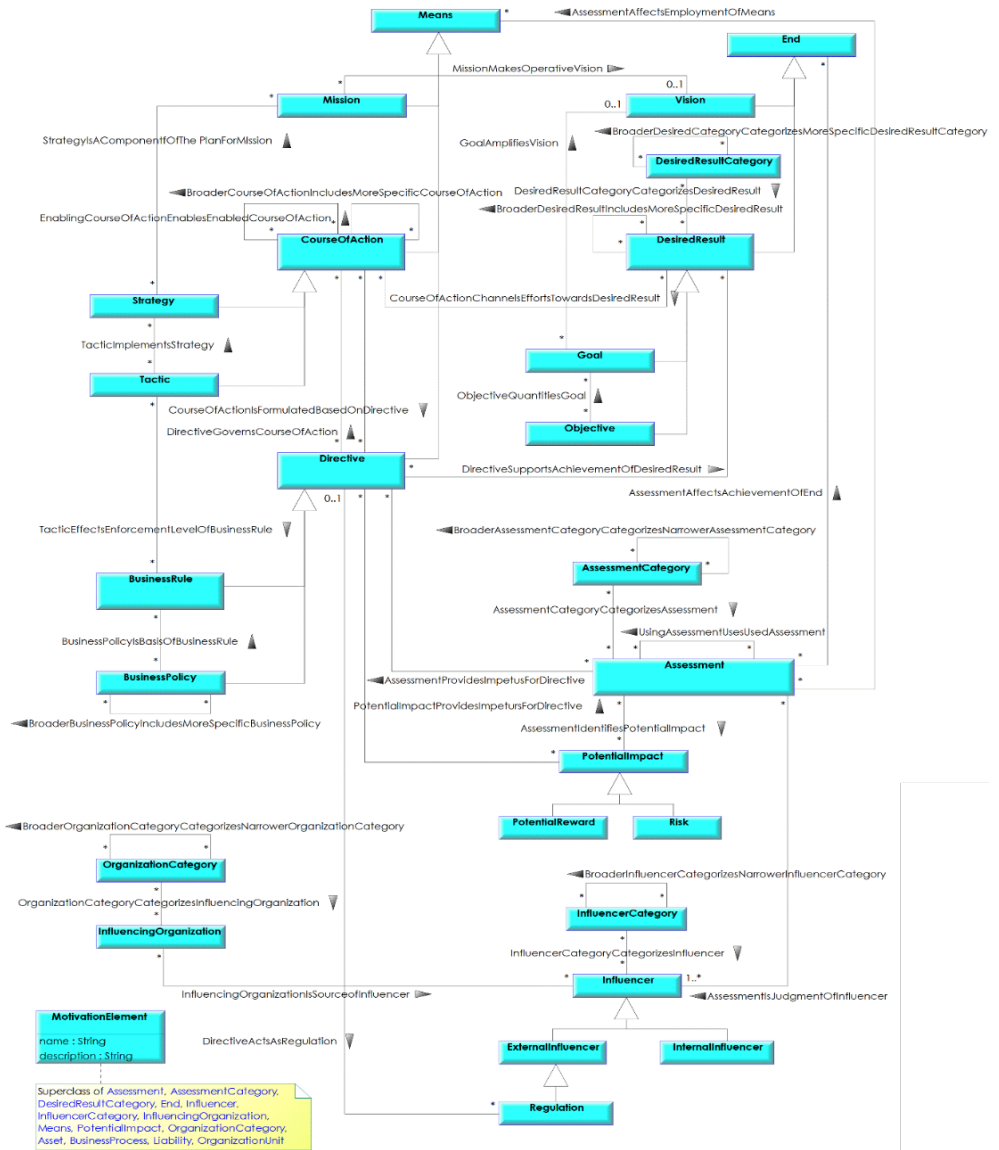 Means
*
AssessmentAffectsEmploymentOfMeans
End
MissionMakesOperativeVision
*
*
*
0..1
0..1
*
Mission
Vision
StrategyIsAComponentOfThe PlanForMission
GoalAmplifiesVision
BroaderDesiredCategoryCategorizesMoreSpecificDesiredResultCategory
*
*
DesiredResultCategory
BroaderCourseOfActionIncludesMoreSpecificCourseOfAction
DesiredResultCategoryCategorizesDesiredResult
*
EnablingCourseOfActionEnablesEnabledCourseOfAction
BroaderDesiredResultIncludesMoreSpecificDesiredResult
*
*
*
*
*
*
*
CourseOfAction
DesiredResult
*
*
*
*
*
CourseOfActionChannelsEffortsTowardsDesiredResult
*
Strategy
*
TacticImplementsStrategy
*
*
Goal
Tactic
*
*
ObjectiveQuantitiesGoal
CourseOfActionIsFormulatedBasedOnDirective
*
DirectiveGovernsCourseOfAction
Objective
*
*
Directive
*
DirectiveSupportsAchievementOfDesiredResult
0..1
*
*
AssessmentAffectsAchievementOfEnd
TacticEffectsEnforcementLevelOfBusinessRule
BroaderAssessmentCategoryCategorizesNarrowerAssessmentCategory
*
*
*
BusinessRule
AssessmentCategory
*
AssessmentCategoryCategorizesAssessment
BusinessPolicyIsBasisOfBusinessRule
UsingAssessmentUsesUsedAssessment
*
*
*
*
*
*
Assessment
BusinessPolicy
AssessmentProvidesImpetusForDirective
*
*
*
*
*
PotentialImpactProvidesImpetursForDirective
BroaderBusinessPolicyIncludesMoreSpecificBusinessPolicy
AssessmentIdentifiesPotentialImpact
*
*
*
PotentialImpact
PotentialReward
Risk
BroaderOrganizationCategoryCategorizesNarrowerOrganizationCategory
*
*
OrganizationCategory
BroaderInfluencerCategorizesNarrowerInfluencerCategory
*
*
*
OrganizationCategoryCategorizesInfluencingOrganization
InfluencerCategory
*
*
InfluencingOrganization
InfluencerCategoryCategorizesInfluencer
*
*
*
1..*
Influencer
InfluencingOrganizationIsSourceofInfluencer
AssessmentIsJudgmentOfInfluencer
MotivationElement
name : String
description : String
DirectiveActsAsRegulation
ExternalInfluencer
InternalInfluencer
Superclass of Assessment, AssessmentCategory,
DesiredResultCategory, End, Influencer,
InfluencerCategory, InfluencingOrganization,
Means, PotentialImpact, OrganizationCategory,
Asset, BusinessProcess, Liability, OrganizationUnit
*
Regulation